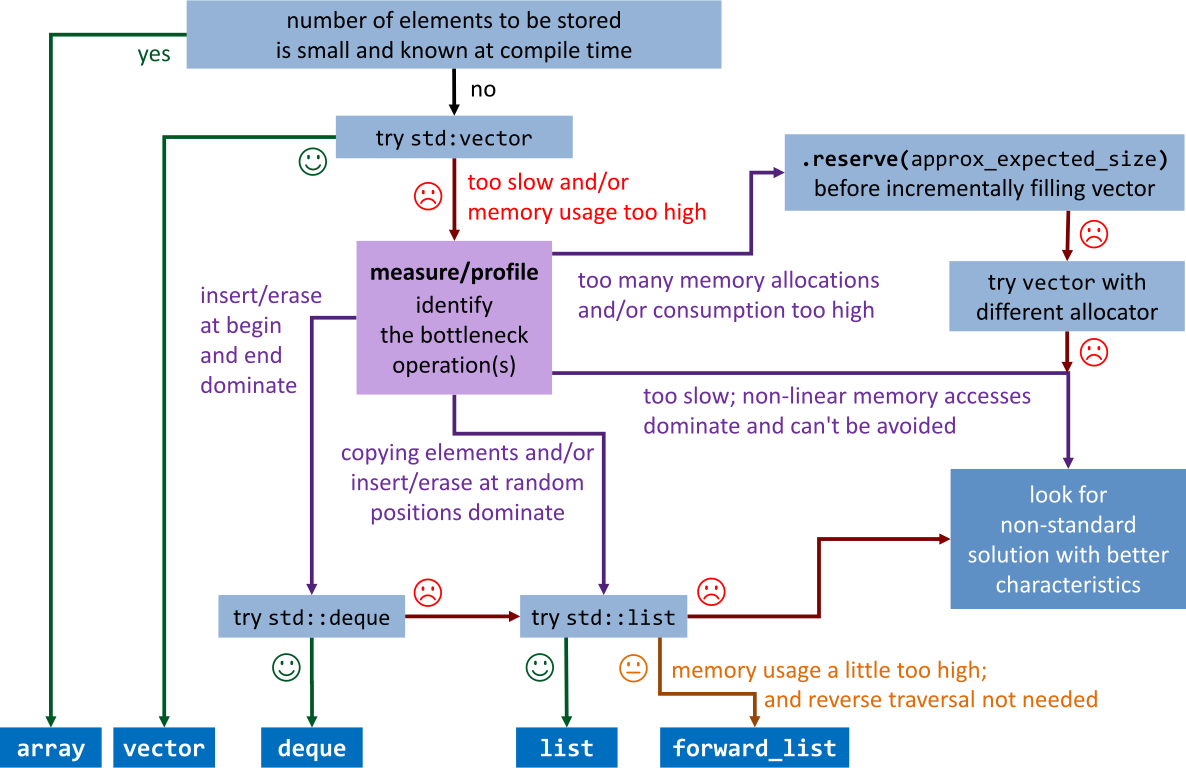 number of elements to be stored
is small and known at compile time
yes
no
try std:vector
too slow and/or
memory usage too high
.reserve(approx_expected_size)
before incrementally filling vector
measure/profile
identify
the bottleneck
operation(s)
too many memory allocations
and/or consumption too high
try vector with
different allocator
insert/erase
at begin
and end
dominate
too slow; non-linear memory accesses
dominate and can't be avoided
copying elements and/or
insert/erase at random
positions dominate
look for
non-standard
solution with better
characteristics
try std::deque
try std::list
memory usage a little too high;
and reverse traversal not needed
array
vector
deque
list
forward_list